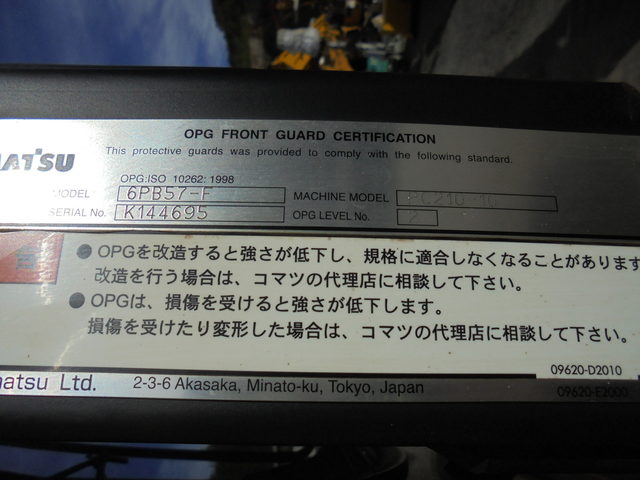 OPG FRONT GUARD CERTIFICATION
ATSU This protective guards was provided to comply with the following standard.
OPG:ISO 10262:1998
MODEL 6PB57-F MACHINE MODEL PC210-10
SERIAL No. K144695 OPG LEVEL No. 2
● OPGを改造すると強さが低下し、規格に適合しなくなることがあります
改造を行う場合は、コマツの代理店に相談して下さい。
● OPGは、損傷を受けると強さが低下します。
損傷を受けたり変形した場合は、コマツの代理店に相談して下さい。
09620-D2010
matsu Ltd. 2-3-6 Akasaka, Minato-ku, Tokyo, Japan 09620-E2000